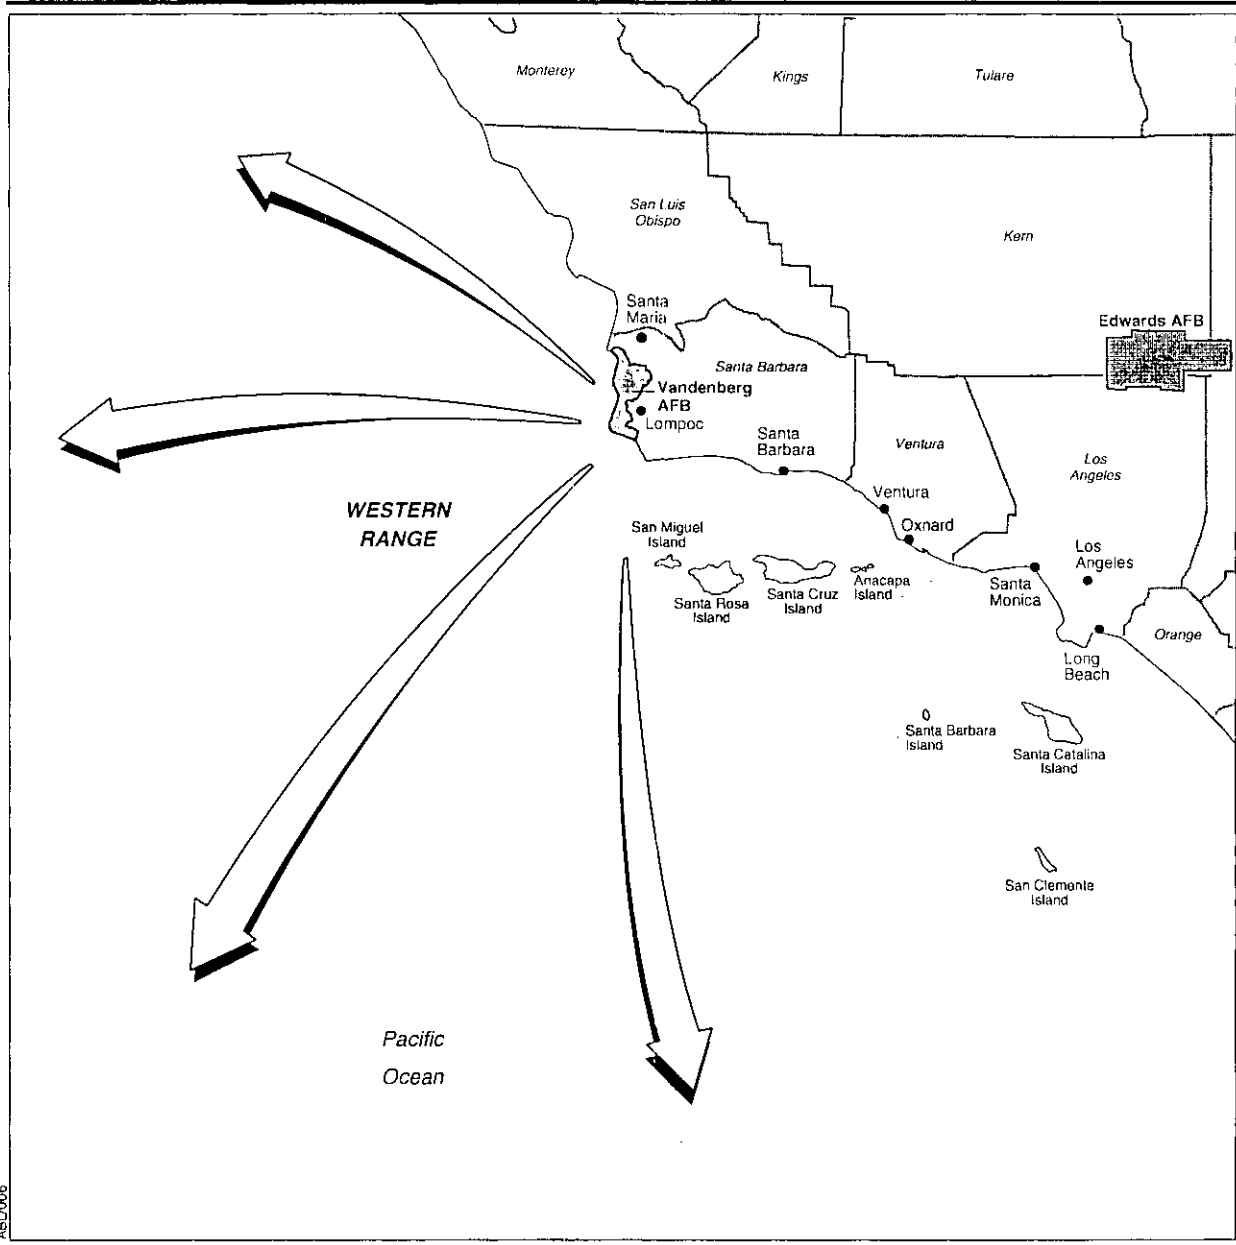 Monterey
Kings
Tulare
San Luis
Obispo
Kern
Santa
Maria
Edwards AFB
Santa Barbara
Vandenberg
AFB
Lompoc
Santa
Barbara
Ventura
Los
Angeles
WESTERN
RANGE
Ventura
Oxnard
San Miguel
Island
Santa Rosa
Island
Santa Cruz
Island
Anacapa
Island
Santa
Monica
Los
Angeles
Orange
Long
Beach
Santa Barbara
Island
Santa Catalina
Island
San Clemente
Island
Pacific
Ocean